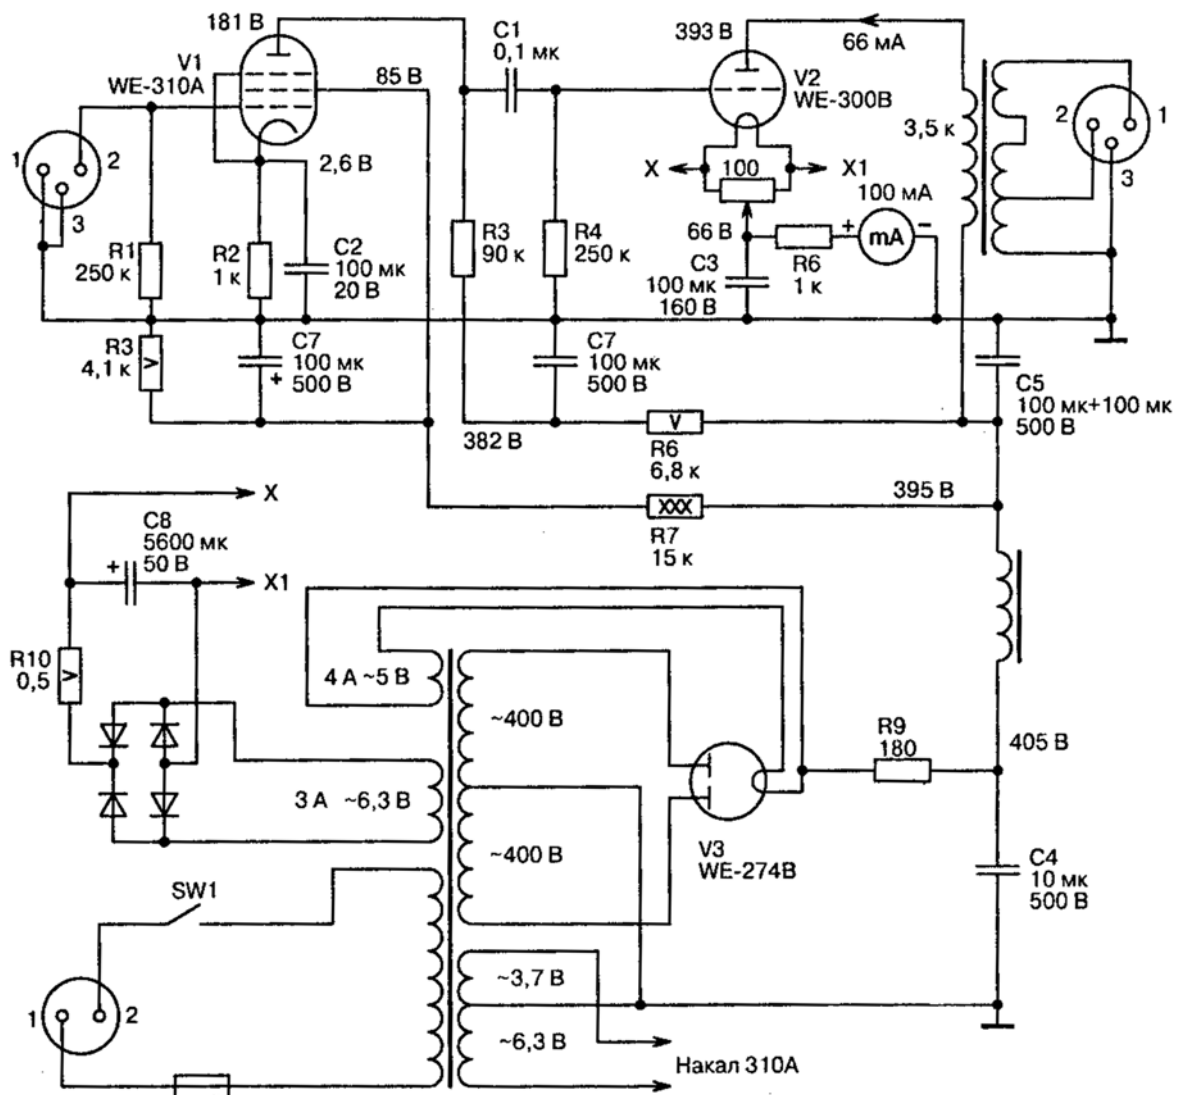 181 В
V1
WE-310A
85 В
1
2
3
2,6 В
R1
250 к
R2
1 к
C2
100 мк
20 В
R3
4,1 к
C7
100 мк
+ 500 В
C1
0,1 мк
R3
90 к
R4
250 к
C7
100 мк
500 В
382 В
393 В
66 мА
V2
WE-300B
X
100
X1
100 мА
66 В
+
mA
–
C3
100 мк
160 В
R6
1 к
3,5 к
2
1
3
C5
100 мк+100 мк
500 В
V
R6
6,8 к
395 В
XXX
R7
15 к
V
X
C8
5600 мк
+
50 В
X1
R10
0,5
V
4 А ~5 В
3 А ~6,3 В
~400 В
~400 В
V3
WE-274B
R9
180
405 В
C4
10 мк
500 В
SW1
1
2
~3,7 В
~6,3 В
Накал 310А